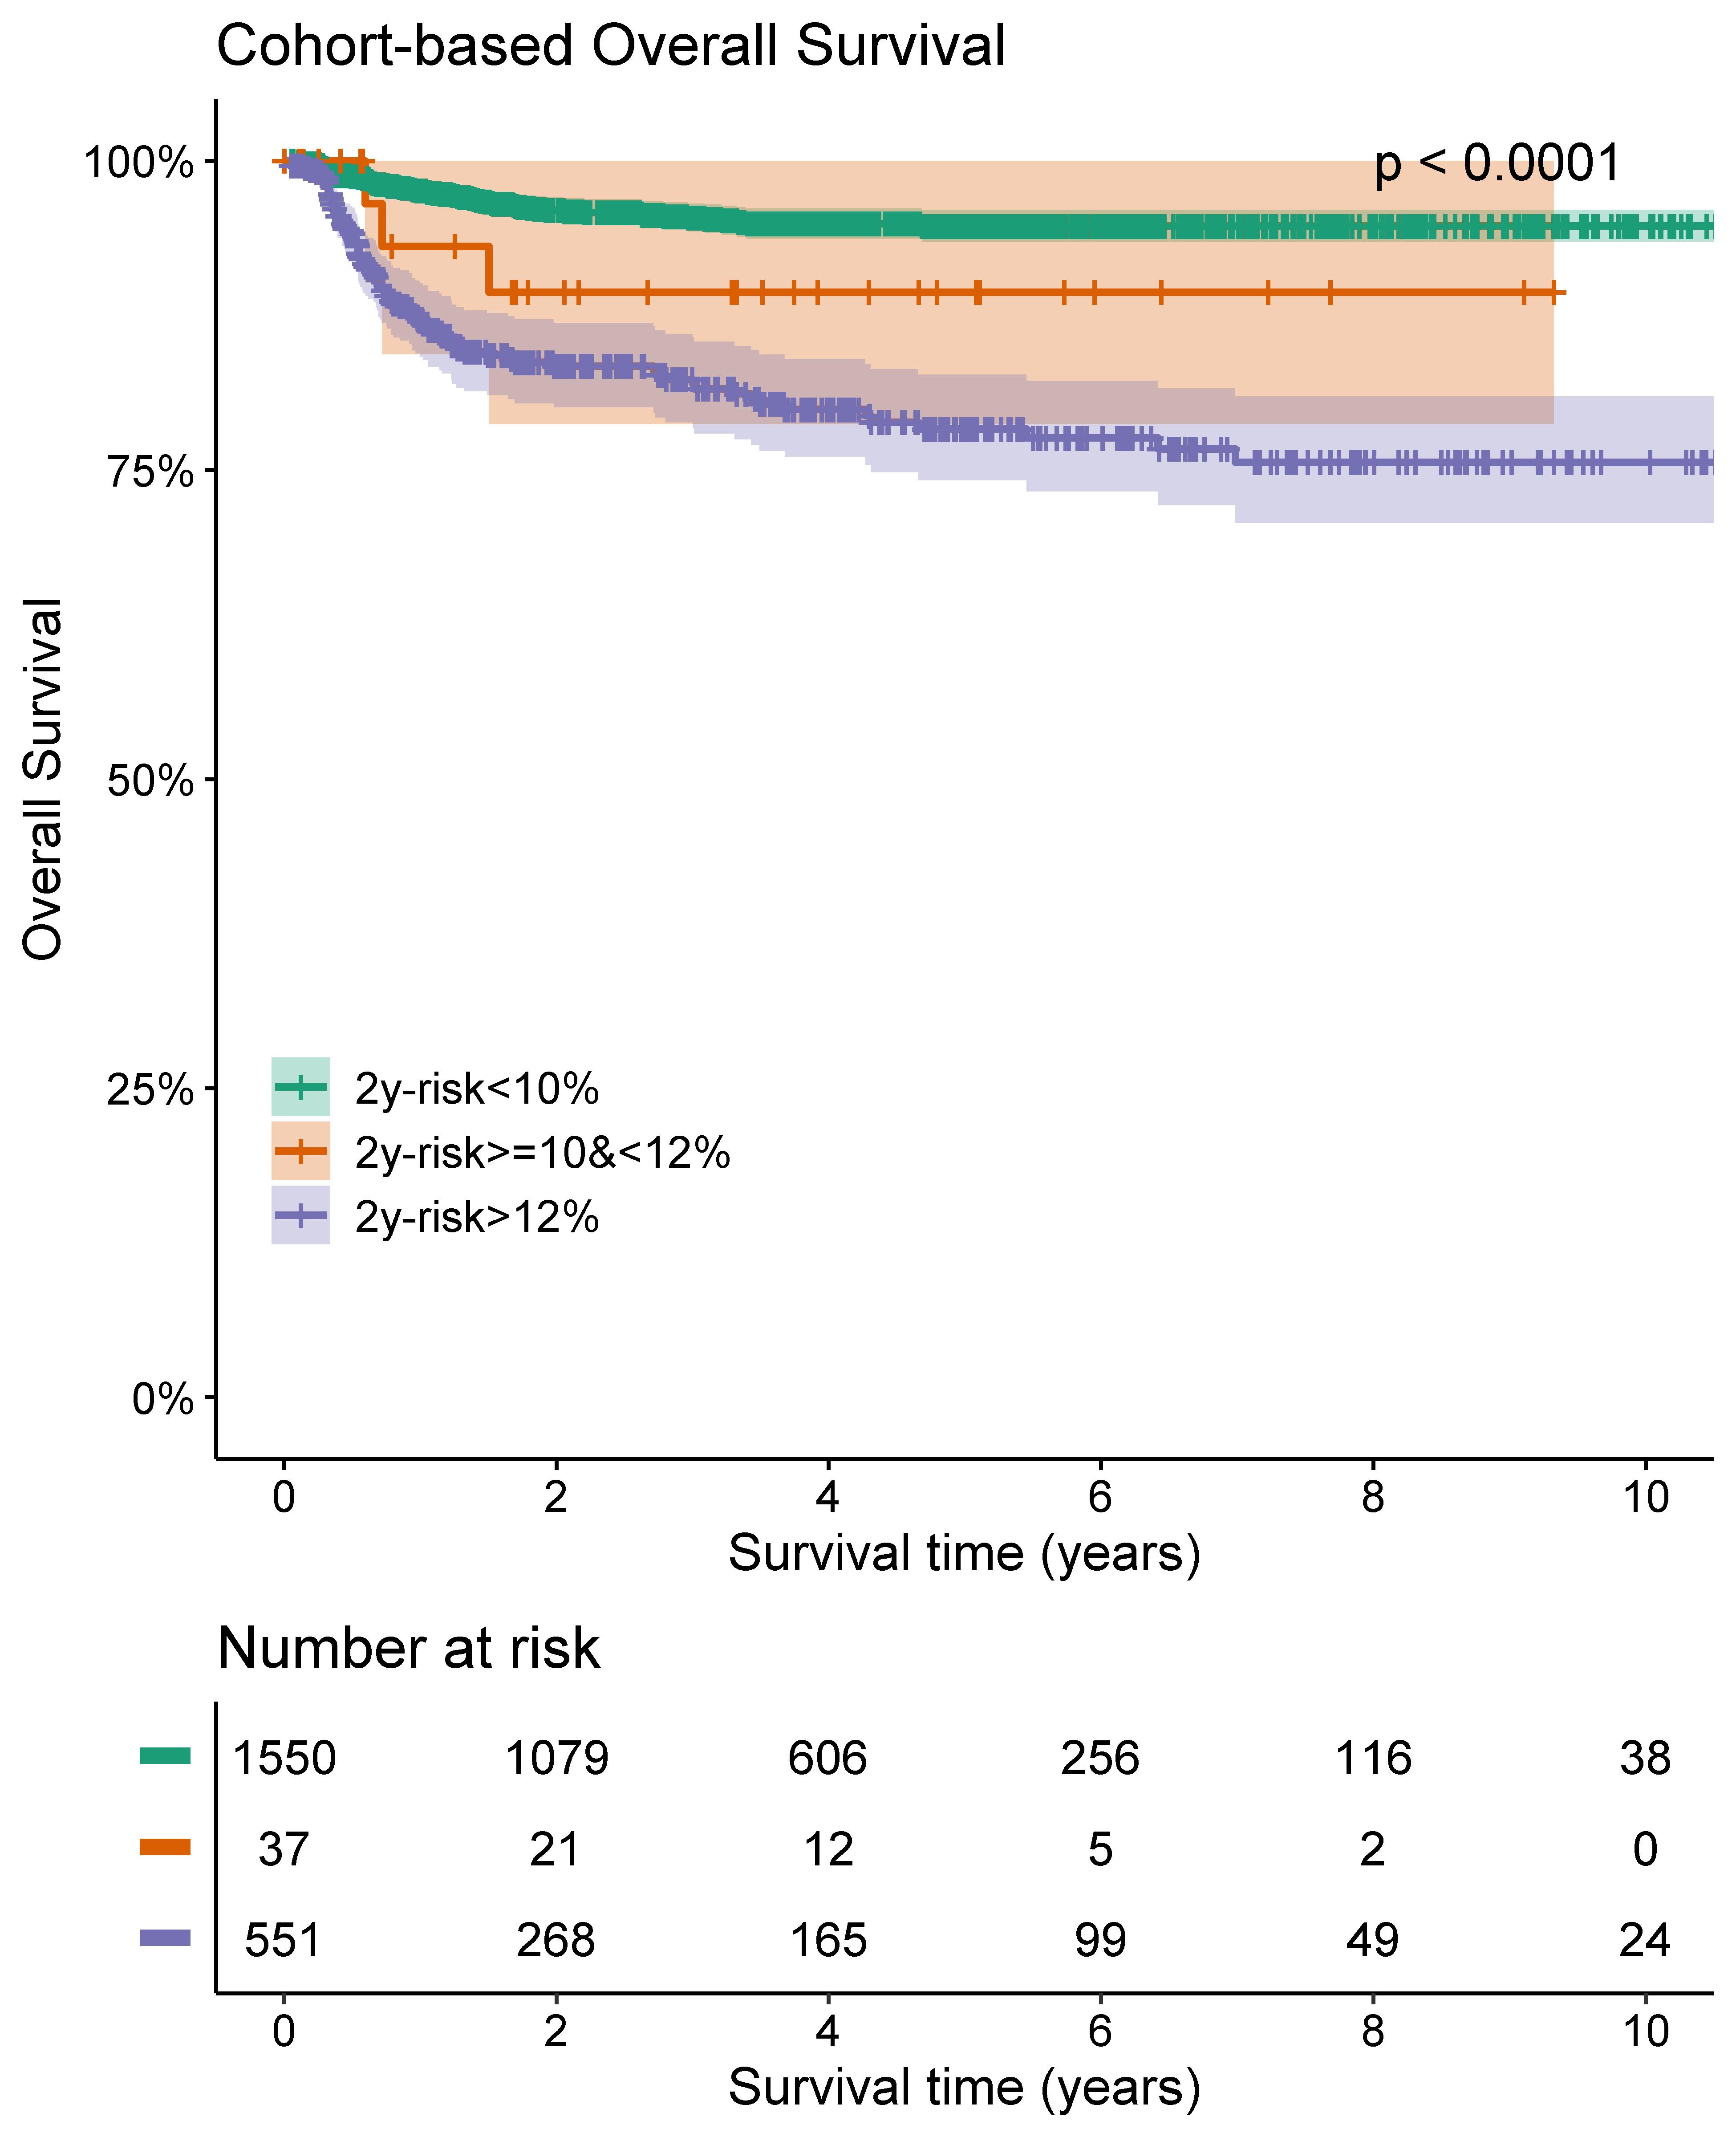 Cohort-based Overall Survival
p < 0.0001
100%
75%
50%
25%
0%
Overall Survival
2y-risk<10%
2y-risk>=10&<12%
2y-risk>12%
0 2 4 6 8 10
Survival time (years)
Number at risk
1550 1079 606 256 116 38
37 21 12 5 2 0
551 268 165 99 49 24
0 2 4 6 8 10
Survival time (years)